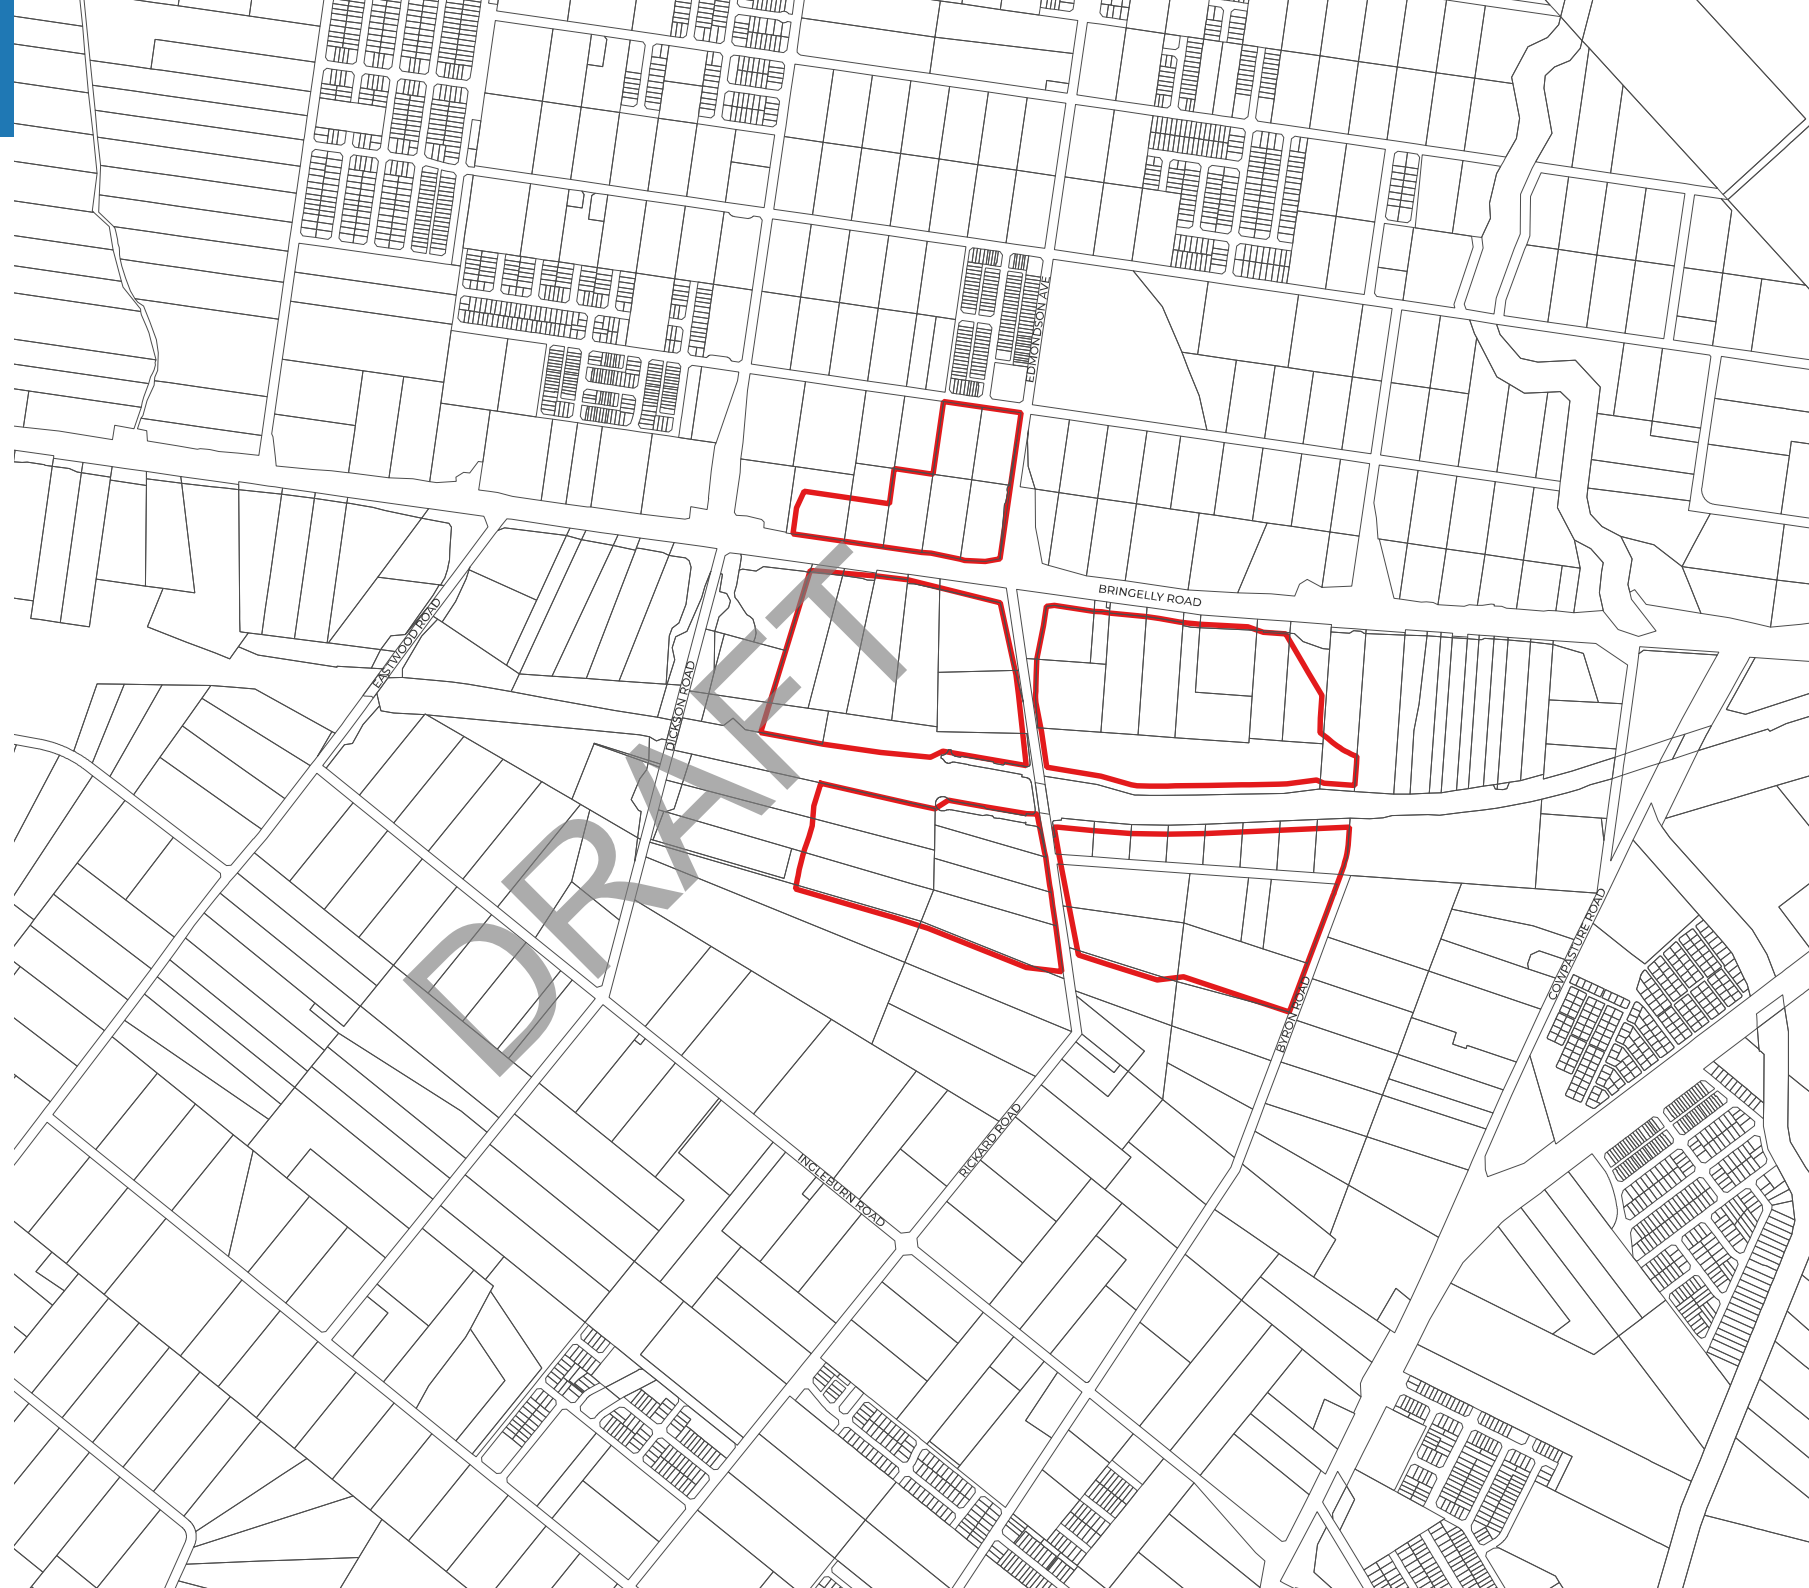 EDMONDSON AVE
BRINGELLY ROAD
EASTWOOD ROAD
DICKSON ROAD
DRAFT
COWPASTURE ROAD
BYRON ROAD
RICKARD ROAD
INGLEBURN ROAD